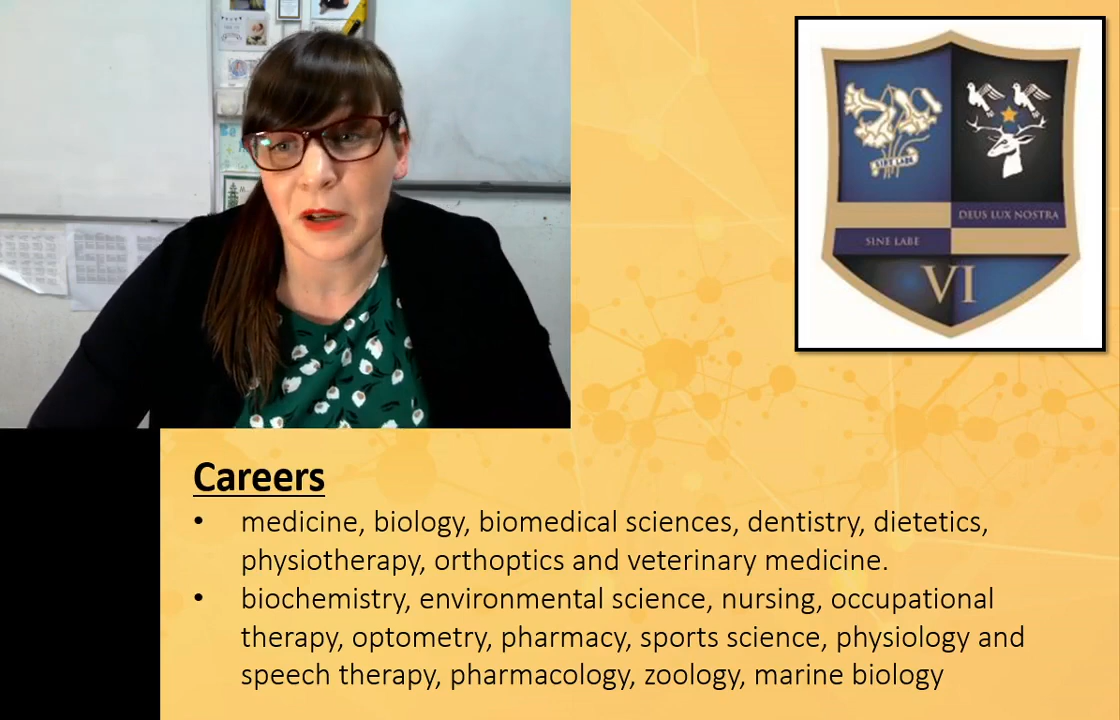 SINE LABE
DEUS LUX NOSTRA
SINE LABE
VI
Careers
• medicine, biology, biomedical sciences, dentistry, dietetics,
physiotherapy, orthoptics and veterinary medicine.
• biochemistry, environmental science, nursing, occupational
therapy, optometry, pharmacy, sports science, physiology and
speech therapy, pharmacology, zoology, marine biology